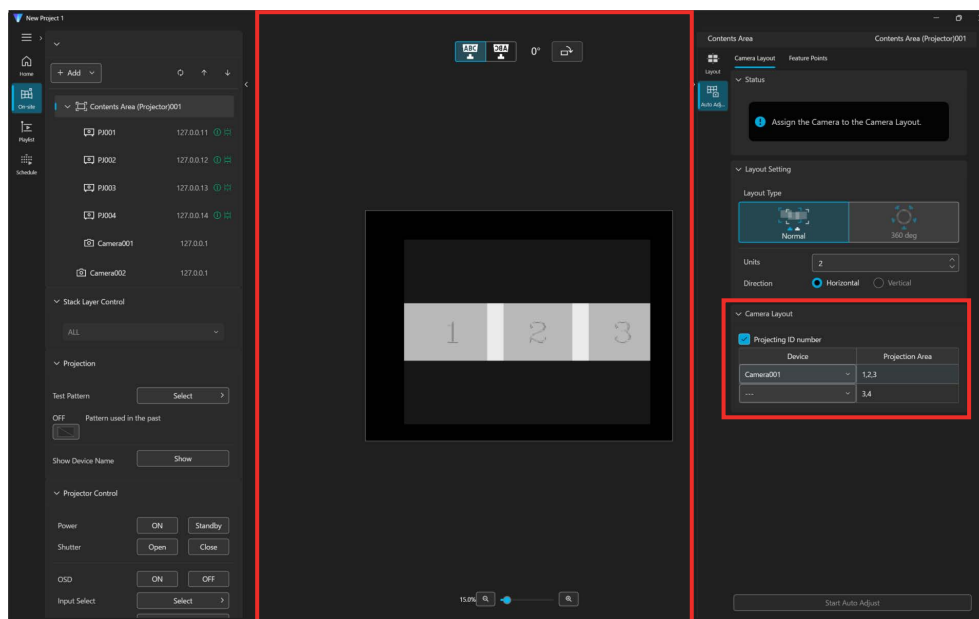 New Project 1
Home
On-site
Playlist
Schedule
+ Add
Contents Area (Projector)001
PJ001 127.0.0.11
PJ002 127.0.0.12
PJ003 127.0.0.13
PJ004 127.0.0.14
Camera001 127.0.0.1
Camera002 127.0.0.1
Stack Layer Control
ALL
Projection
Test Pattern Select >
OFF Pattern used in the past
Show Device Name Show
Projector Control
Power ON Standby
Shutter Open Close
OSD ON OFF
Input Select Select >
ABC ABC 0°
1 2 3
15.0%
Contents Area Contents Area (Projector)001
Layout
Auto Adj...
Camera Layout Feature Points
Status
Assign the Camera to the Camera Layout.
Layout Setting
Layout Type
Normal 360 deg
Units 2
Direction Horizontal Vertical
Camera Layout
Projecting ID number
Device Projection Area
Camera001 1,2,3
--- 3,4
Start Auto Adjust